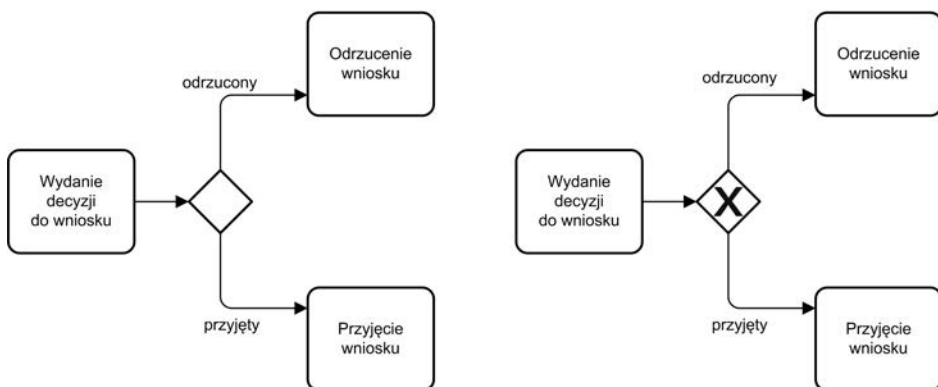 Odrzucenie
wniosku
odrzucony
Wydanie
decyzji
do wniosku
przyjęty
Przyjęcie
wniosku
Odrzucenie
wniosku
odrzucony
Wydanie
decyzji
do wniosku
X
przyjęty
Przyjęcie
wniosku